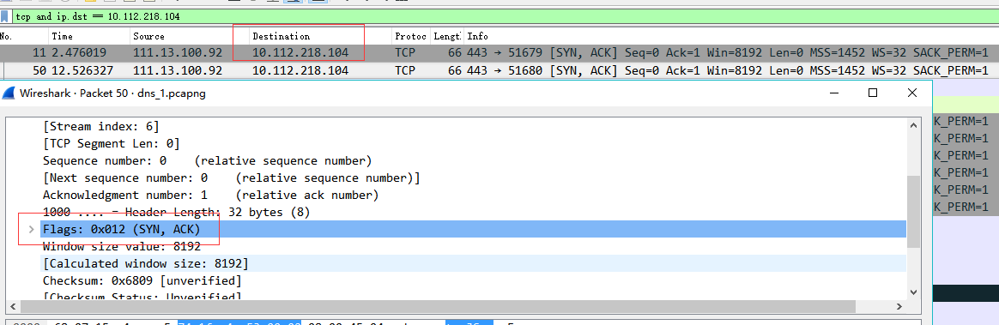 tcp and ip.dst == 10.112.218.104
No. Time Source Destination Protoc Lengtl Info
11 2.476019 111.13.100.92 10.112.218.104 TCP 66 443 → 51679 [SYN, ACK] Seq=0 Ack=1 Win=8192 Len=0 MSS=1452 WS=32 SACK_PERM=1
50 12.526327 111.13.100.92 10.112.218.104 TCP 66 443 → 51680 [SYN, ACK] Seq=0 Ack=1 Win=8192 Len=0 MSS=1452 WS=32 SACK_PERM=1
Wireshark · Packet 50 · dns_1.pcapng
[Stream index: 6]
K_PERM=1
[TCP Segment Len: 0]
K_PERM=1
Sequence number: 0 (relative sequence number)
K_PERM=1
[Next sequence number: 0 (relative sequence number)]
K_PERM=1
Acknowledgment number: 1 (relative ack number)
K_PERM=1
1000 .... = Header Length: 32 bytes (8)
K_PERM=1
Flags: 0x012 (SYN, ACK)
Window size value: 8192
[Calculated window size: 8192]
Checksum: 0x6809 [unverified]
[Checksum Status: Unverified]